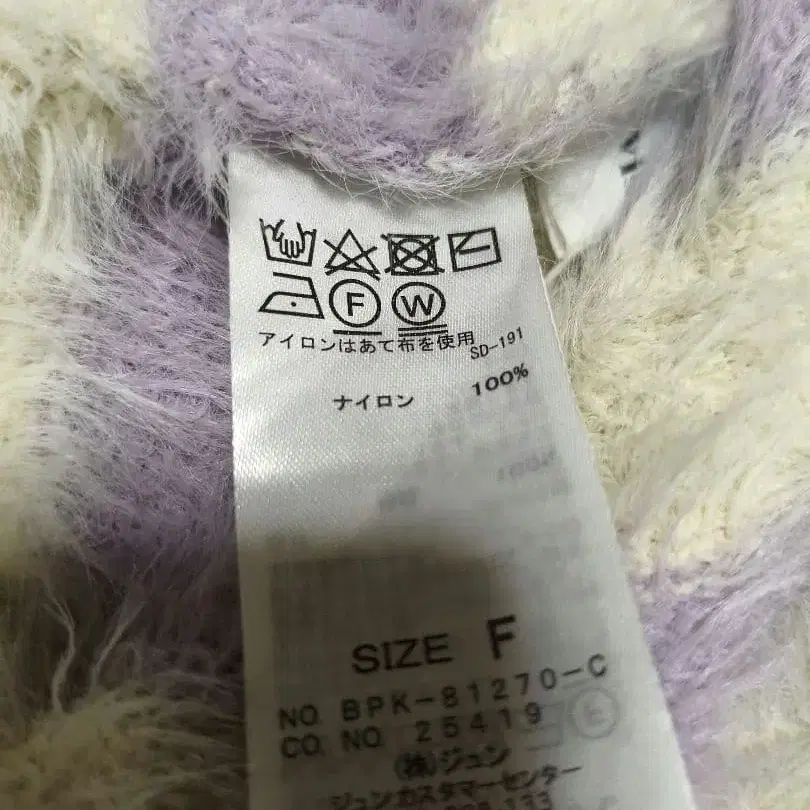 F W
アイロンはあて布を使用
SD-191
ナイロン 100%
SIZE F
NO. BPK-81270-C
CO. NO. 25419
(株)ジュン
ジュンカスタマーセンター